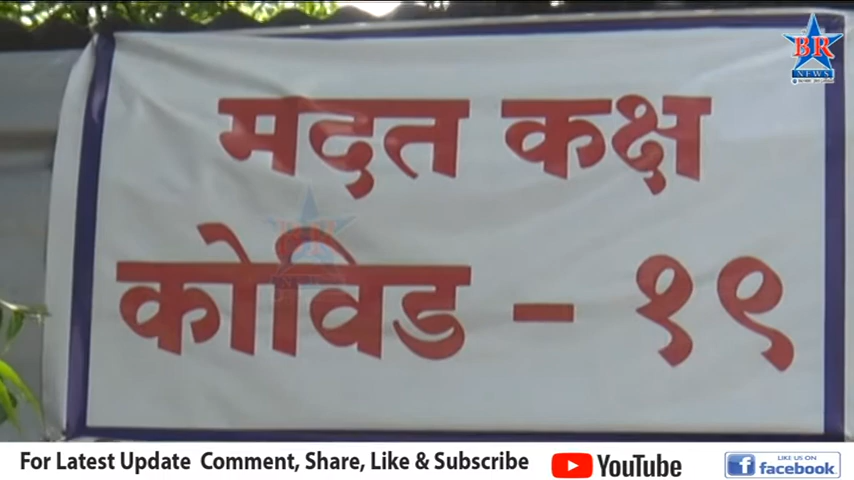 BR
NEWS
मदत कक्ष
कोविड - १९
For Latest Update Comment, Share, Like & Subscribe
YouTube
LIKE US ON
facebook